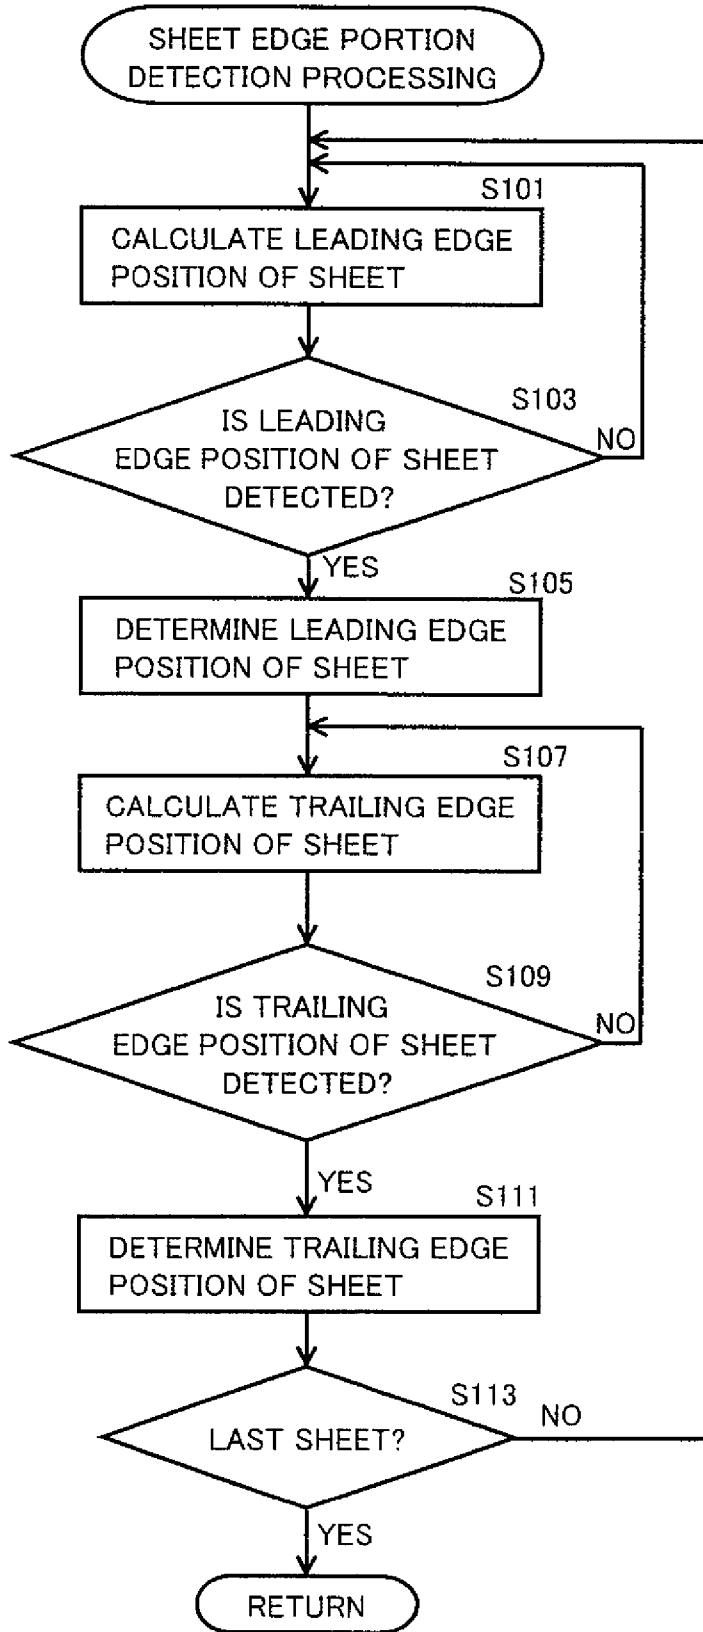 SHEET EDGE PORTION
DETECTION PROCESSING
S101
CALCULATE LEADING EDGE
POSITION OF SHEET
S103
IS LEADING
EDGE POSITION OF SHEET
DETECTED?
NO
YES
S105
DETERMINE LEADING EDGE
POSITION OF SHEET
S107
CALCULATE TRAILING EDGE
POSITION OF SHEET
S109
IS TRAILING
EDGE POSITION OF SHEET
DETECTED?
NO
YES
S111
DETERMINE TRAILING EDGE
POSITION OF SHEET
S113
LAST SHEET?
NO
YES
RETURN